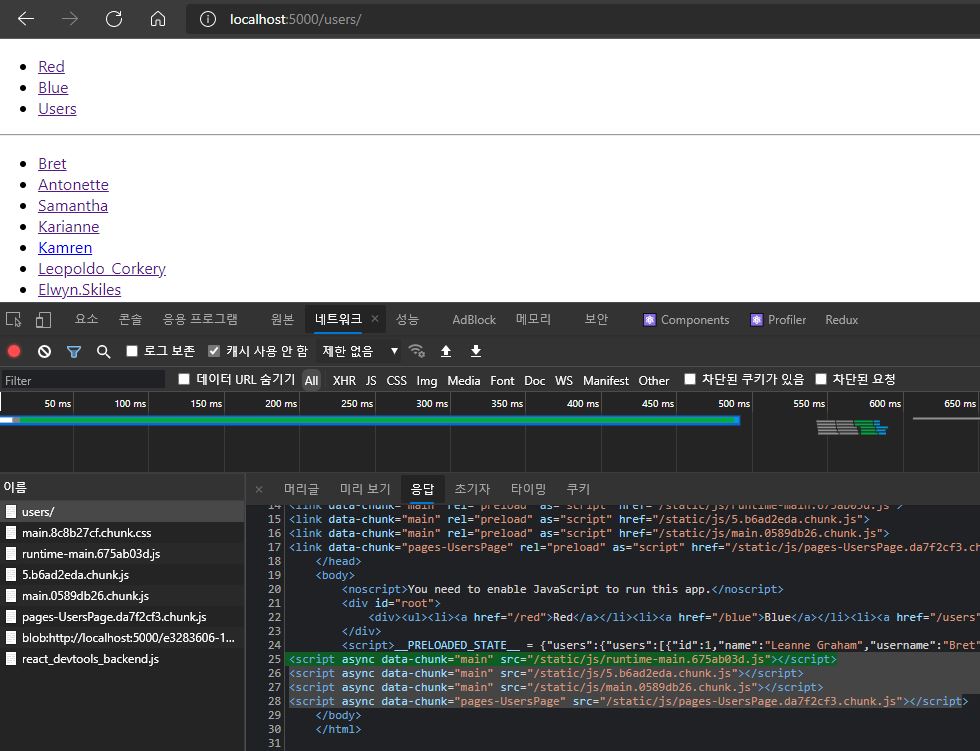 localhost:5000/users/
Red
Blue
Users
Bret
Antonette
Samantha
Karianne
Kamren
Leopoldo_Corkery
Elwyn.Skiles
요소 콘솔 응용 프로그램 원본 네트워크 × 성능 AdBlock 메모리 보안 Components Profiler Redux
로그 보존 캐시 사용 안 함 제한 없음
Filter 데이터 URL 숨기기 All XHR JS CSS Img Media Font Doc WS Manifest Other 차단된 쿠키가 있음 차단된 요청
50 ms 100 ms 150 ms 200 ms 250 ms 300 ms 350 ms 400 ms 450 ms 500 ms 550 ms 600 ms 650 ms
이름
users/
main.8c8b27cf.chunk.css
runtime-main.675ab03d.js
5.b6ad2eda.chunk.js
main.0589db26.chunk.js
pages-UsersPage.da7f2cf3.chunk.js
blob:http://localhost:5000/e3283606-1...
react_devtools_backend.js
× 머리글 미리 보기 응답 초기자 타이밍 쿠키
14 <link data-chunk="main" rel="preload" as="script" href="/static/js/runtime-main.675ab03d.js">
15 <link data-chunk="main" rel="preload" as="script" href="/static/js/5.b6ad2eda.chunk.js">
16 <link data-chunk="main" rel="preload" as="script" href="/static/js/main.0589db26.chunk.js">
17 <link data-chunk="pages-UsersPage" rel="preload" as="script" href="/static/js/pages-UsersPage.da7f2cf3.ch
18 </head>
19 <body>
20 <noscript>You need to enable JavaScript to run this app.</noscript>
21 <div id="root">
22 <div><ul><li><a href="/red">Red</a></li><li><a href="/blue">Blue</a></li><li><a href="/users"
23 </div>
24 <script>__PRELOADED_STATE__ = {"users":{"users":[{"id":1,"name":"Leanne Graham","username":"Bret"
25 <script async data-chunk="main" src="/static/js/runtime-main.675ab03d.js"></script>
26 <script async data-chunk="main" src="/static/js/5.b6ad2eda.chunk.js"></script>
27 <script async data-chunk="main" src="/static/js/main.0589db26.chunk.js"></script>
28 <script async data-chunk="pages-UsersPage" src="/static/js/pages-UsersPage.da7f2cf3.chunk.js"></script>
29 </body>
30 </html>
31